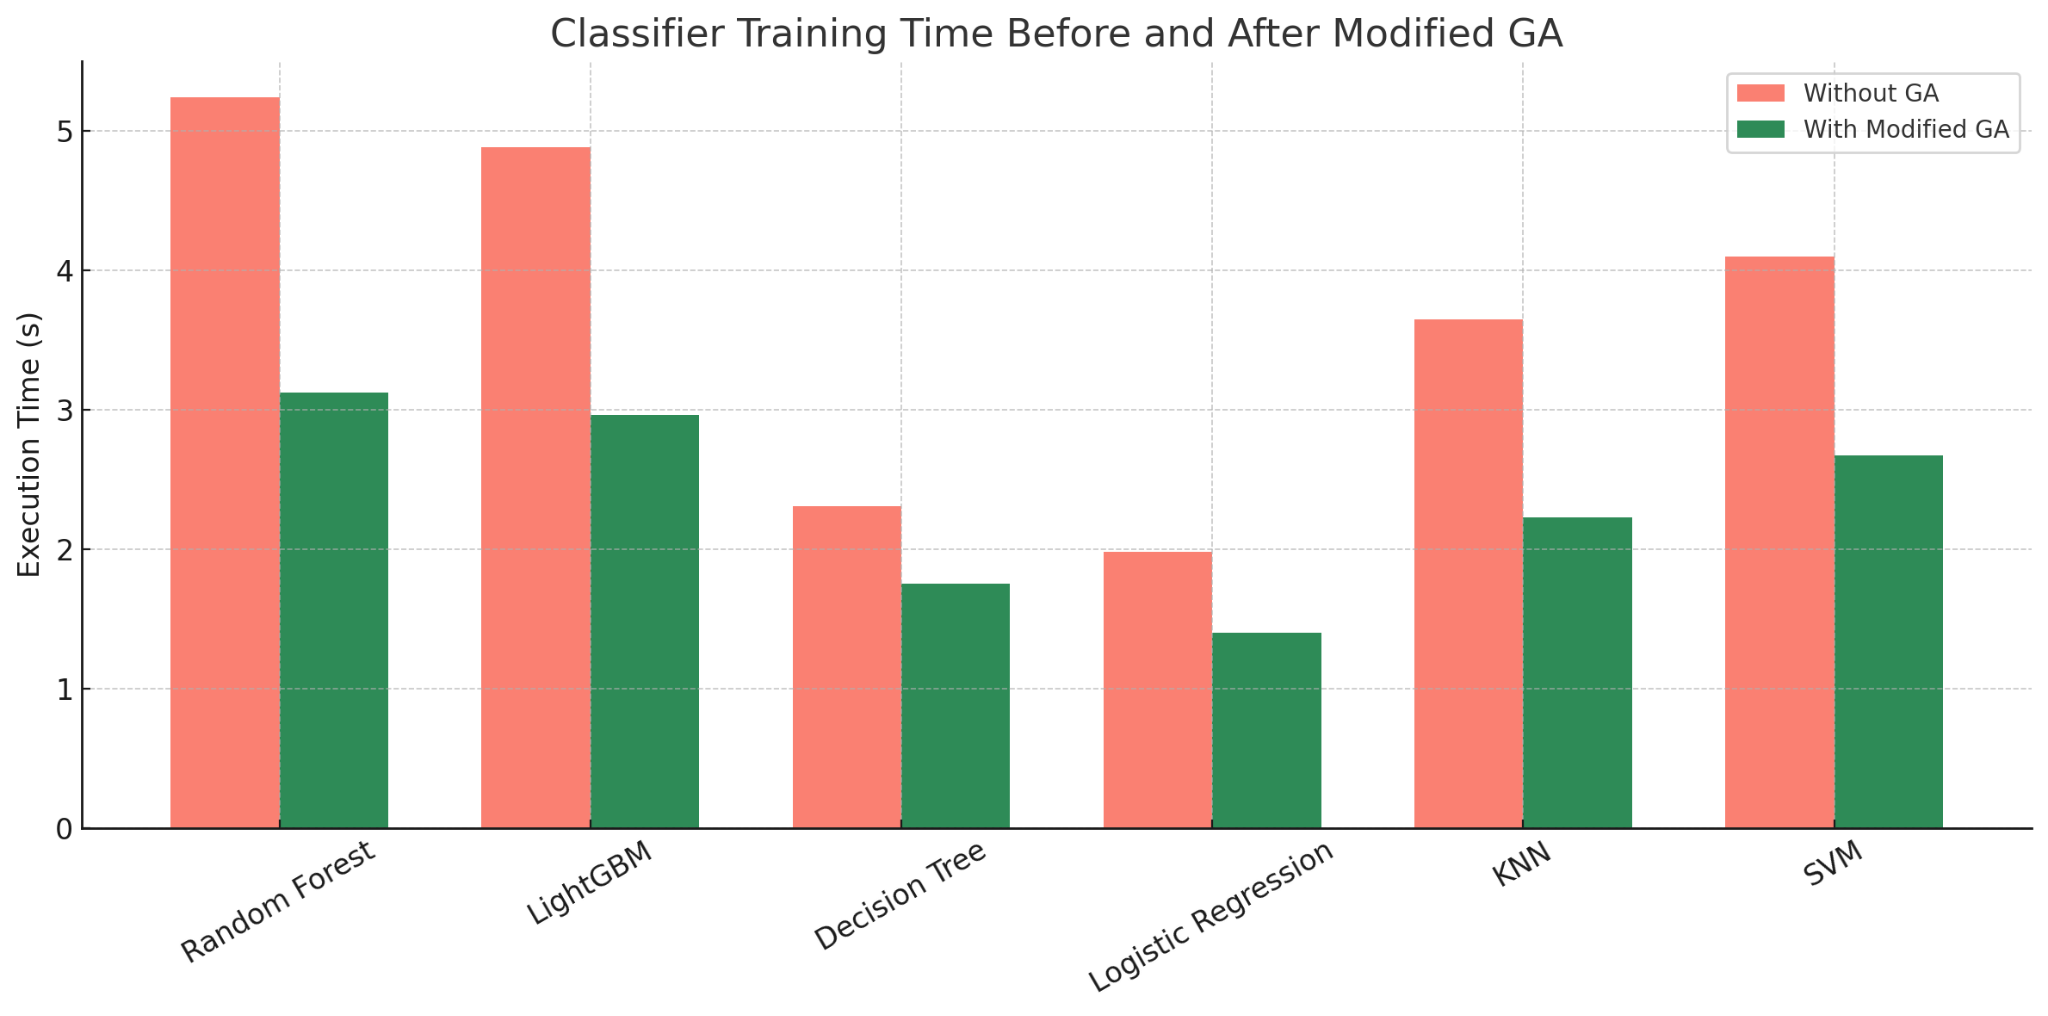 Classifier Training Time Before and After Modified GA
Without GA
With Modified GA
Execution Time (s)
5
4
3
2
1
0
Random Forest
LightGBM
Decision Tree
Logistic Regression
KNN
SVM